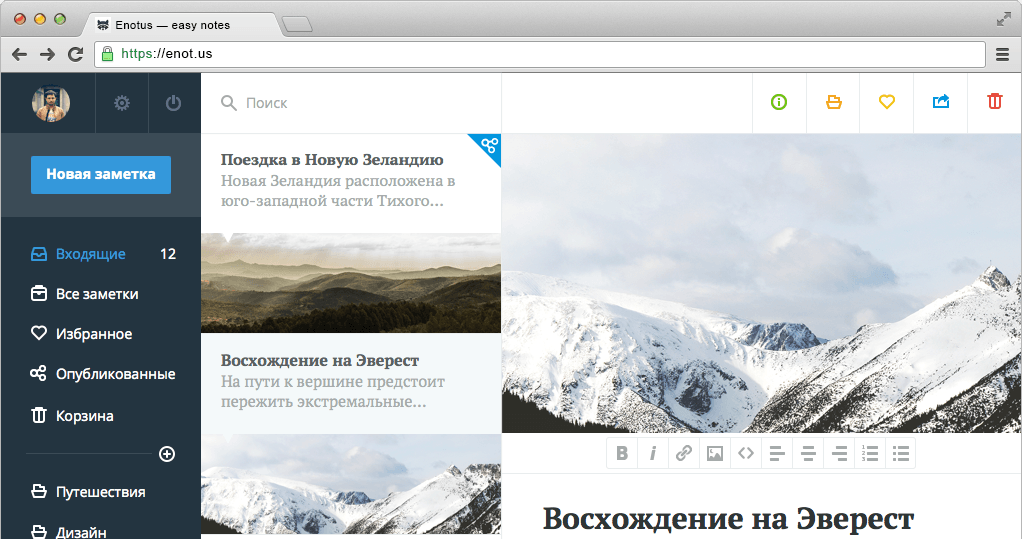 Enotus — easy notes
https://enot.us
Поиск
Новая заметка
Входящие 12
Все заметки
Избранное
Опубликованные
Корзина
Путешествия
Дизайн
Поездка в Новую Зеландию
Новая Зеландия расположена в
юго-западной части Тихого...
Восхождение на Эверест
На пути к вершине предстоит
пережить экстремальные...
B i
Восхождение на Эверест